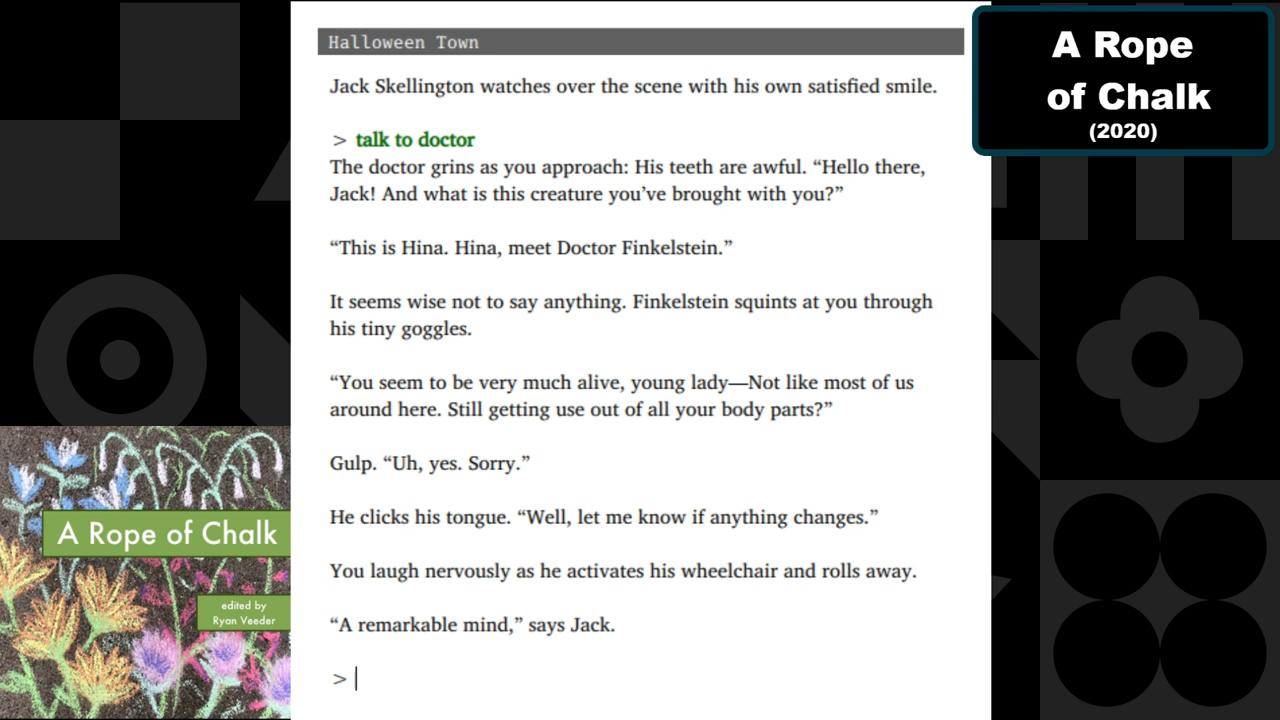 Halloween Town
Jack Skellington watches over the scene with his own satisfied smile.
> talk to doctor
The doctor grins as you approach: His teeth are awful. “Hello there,
Jack! And what is this creature you’ve brought with you?”
“This is Hina. Hina, meet Doctor Finkelstein.”
It seems wise not to say anything. Finkelstein squints at you through
his tiny goggles.
“You seem to be very much alive, young lady—Not like most of us
around here. Still getting use out of all your body parts?”
Gulp. “Uh, yes. Sorry.”
He clicks his tongue. “Well, let me know if anything changes.”
You laugh nervously as he activates his wheelchair and rolls away.
“A remarkable mind,” says Jack.
>
A Rope
of Chalk
(2020)
A Rope of Chalk
edited by
Ryan Veeder